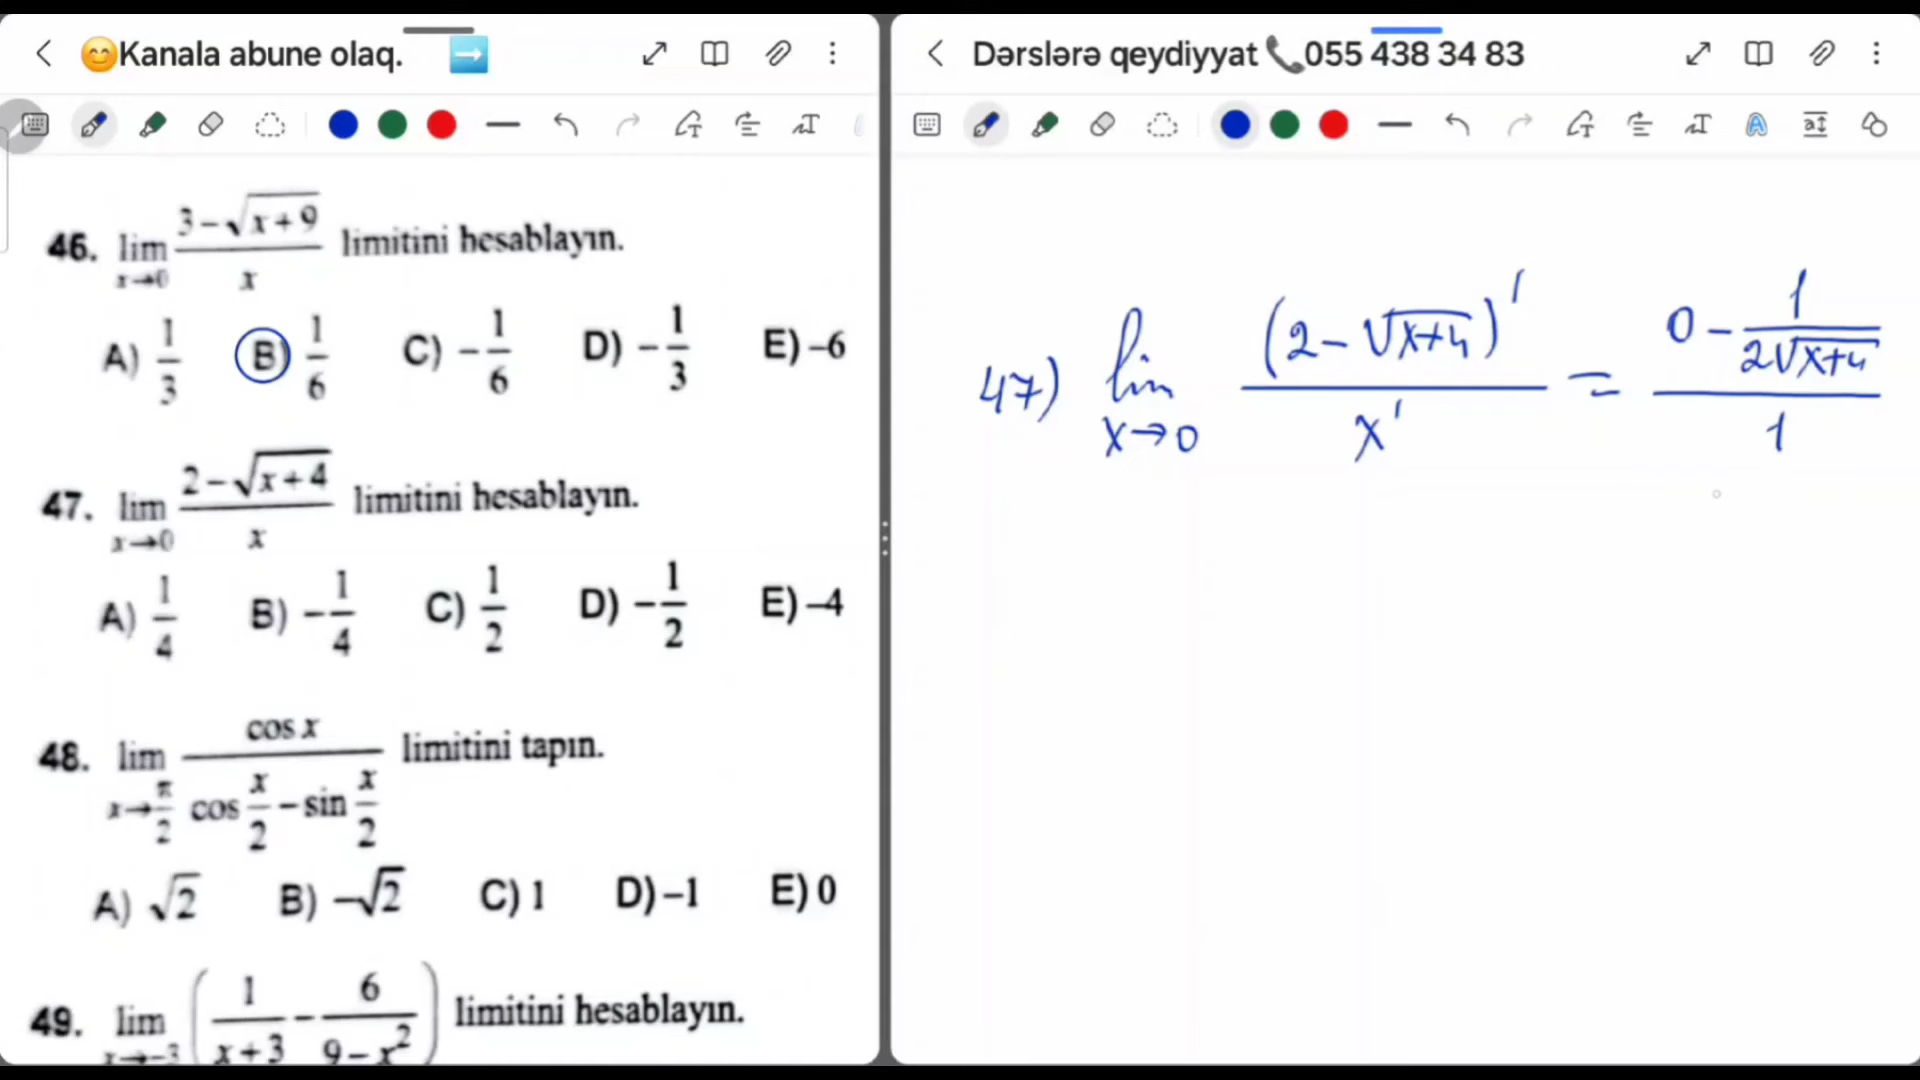 😊Kanala abune olaq. ➡️
46. lim x→0 (3 − √(x+9)) / x limitini hesablayın.
A) 1/3 B) 1/6 C) −1/6 D) −1/3 E) −6
47. lim x→0 (2 − √(x+4)) / x limitini hesablayın.
A) 1/4 B) −1/4 C) 1/2 D) −1/2 E) −4
48. lim x→π/2 cos x / (cos x/2 − sin x/2) limitini tapın.
A) √2 B) −√2 C) 1 D) −1 E) 0
49. lim x→−3 (1/(x+3) − 6/(9−x²)) limitini hesablayın.
Dərslərə qeydiyyat 📞055 438 34 83
47) lim x→0 (2−√(x+4))′ / x′ = (0 − 1/(2√(x+4))) / 1